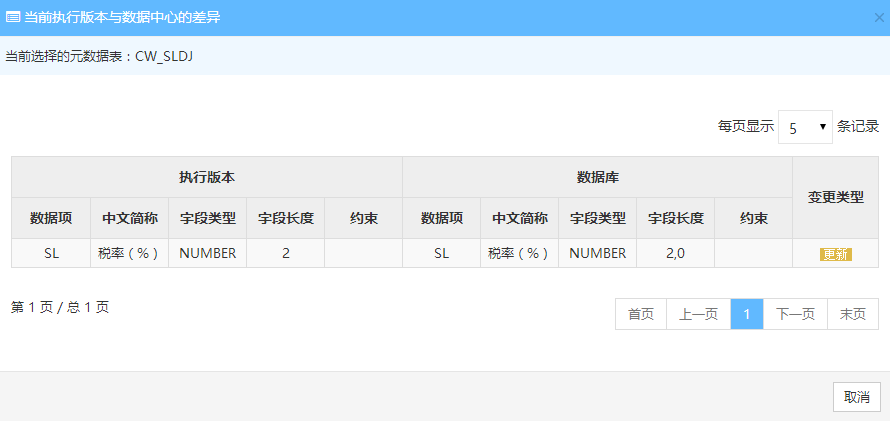 当前执行版本与数据中心的差异 ×
当前选择的元数据表：CW_SLDJ
每页显示 5 条记录
执行版本 数据库 变更类型
数据项 中文简称 字段类型 字段长度 约束 数据项 中文简称 字段类型 字段长度 约束
SL 税率（%） NUMBER 2 SL 税率（%） NUMBER 2,0 更新
第 1 页 / 总 1 页 首页 上一页 1 下一页 末页
取消